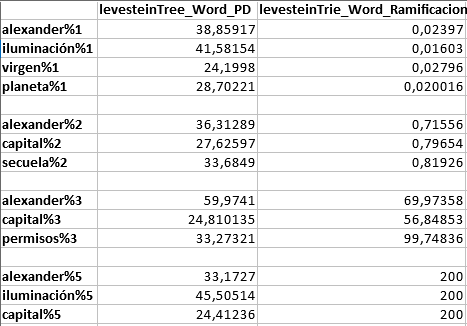 levesteinTree_Word_PD levesteinTrie_Word_Ramificacion
alexander%1 38,85917 0,02397
iluminación%1 41,58154 0,01603
virgen%1 24,1998 0,02796
planeta%1 28,70221 0,020016
alexander%2 36,31289 0,71556
capital%2 27,62597 0,79654
secuela%2 33,6849 0,81926
alexander%3 59,9741 69,97358
capital%3 24,810135 56,84853
permisos%3 33,27321 99,74836
alexander%5 33,1727 200
iluminación%5 45,50514 200
capital%5 24,41236 200